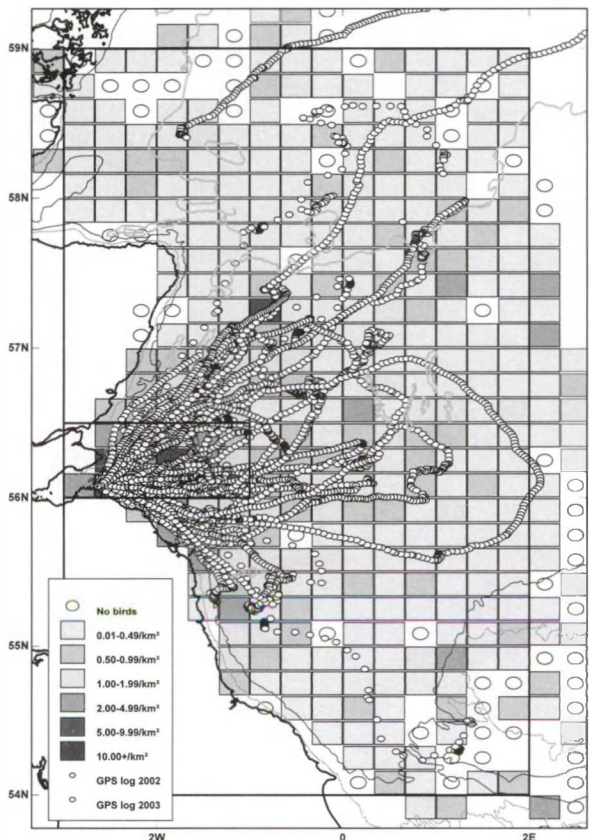 59N
58N
57N
56N
55N
54N
No birds
0.01-0.49/km²
0.50-0.99/km²
1.00-1.99/km²
2.00-4.99/km²
5.00-9.99/km²
10.00+/km²
GPS log 2002
GPS log 2003
2W
0
2E